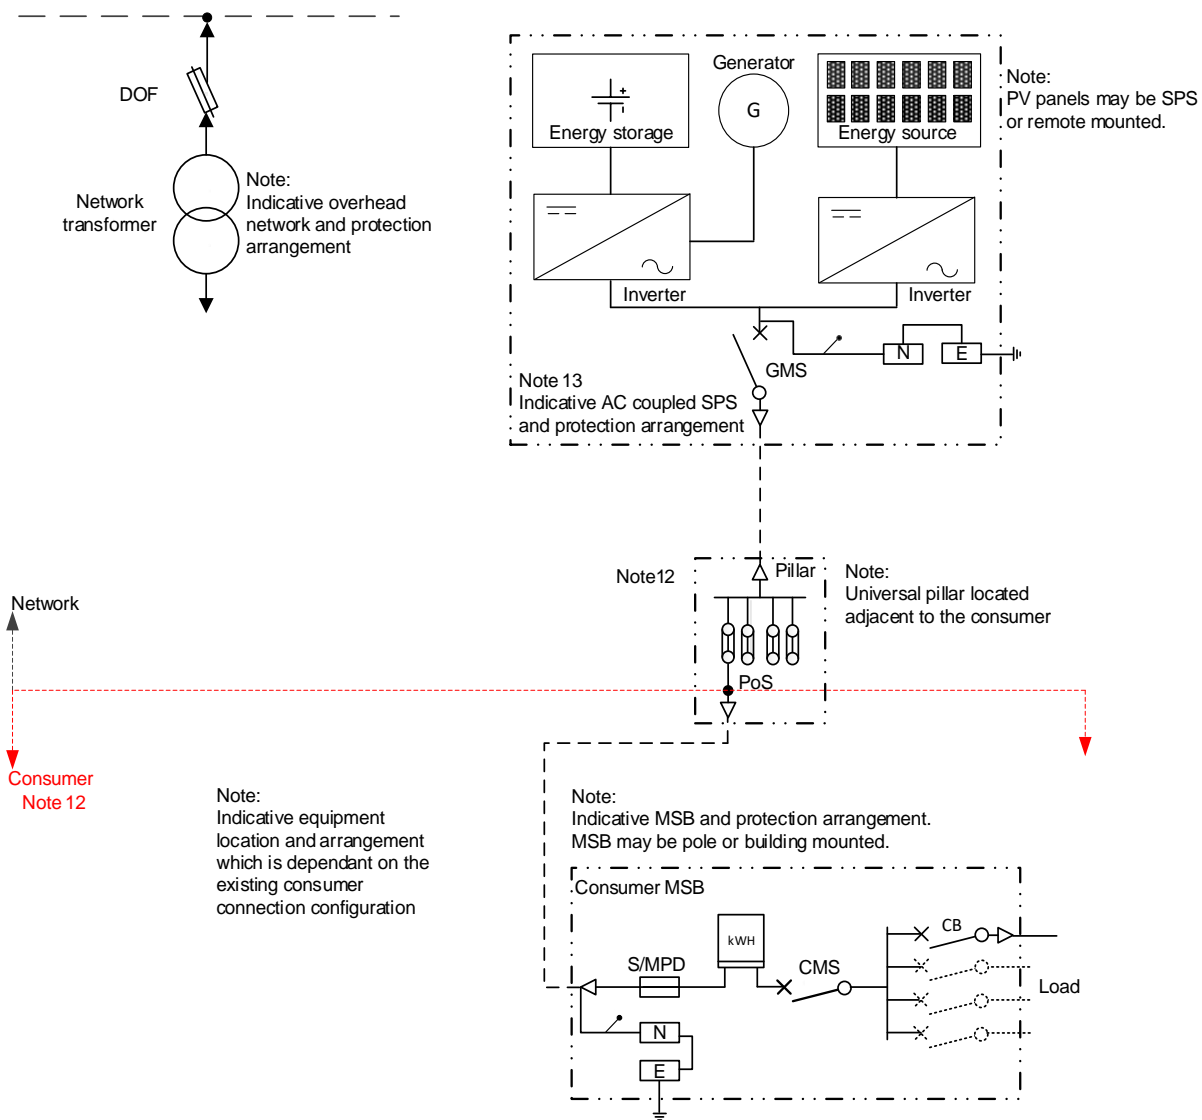 DOF
Network
transformer
Note:
Indicative overhead
network and protection
arrangement
Generator
G
Energy storage
Energy source
Note:
PV panels may be SPS
or remote mounted.
Inverter
Inverter
GMS
N
E
Note 13
Indicative AC coupled SPS
and protection arrangement
Note12
Pillar
Note:
Universal pillar located
adjacent to the consumer
PoS
Network
Consumer
Note 12
Note:
Indicative equipment
location and arrangement
which is dependant on the
existing consumer
connection configuration
Note:
Indicative MSB and protection arrangement.
MSB may be pole or building mounted.
Consumer MSB
S/MPD
kWH
CMS
CB
Load
N
E